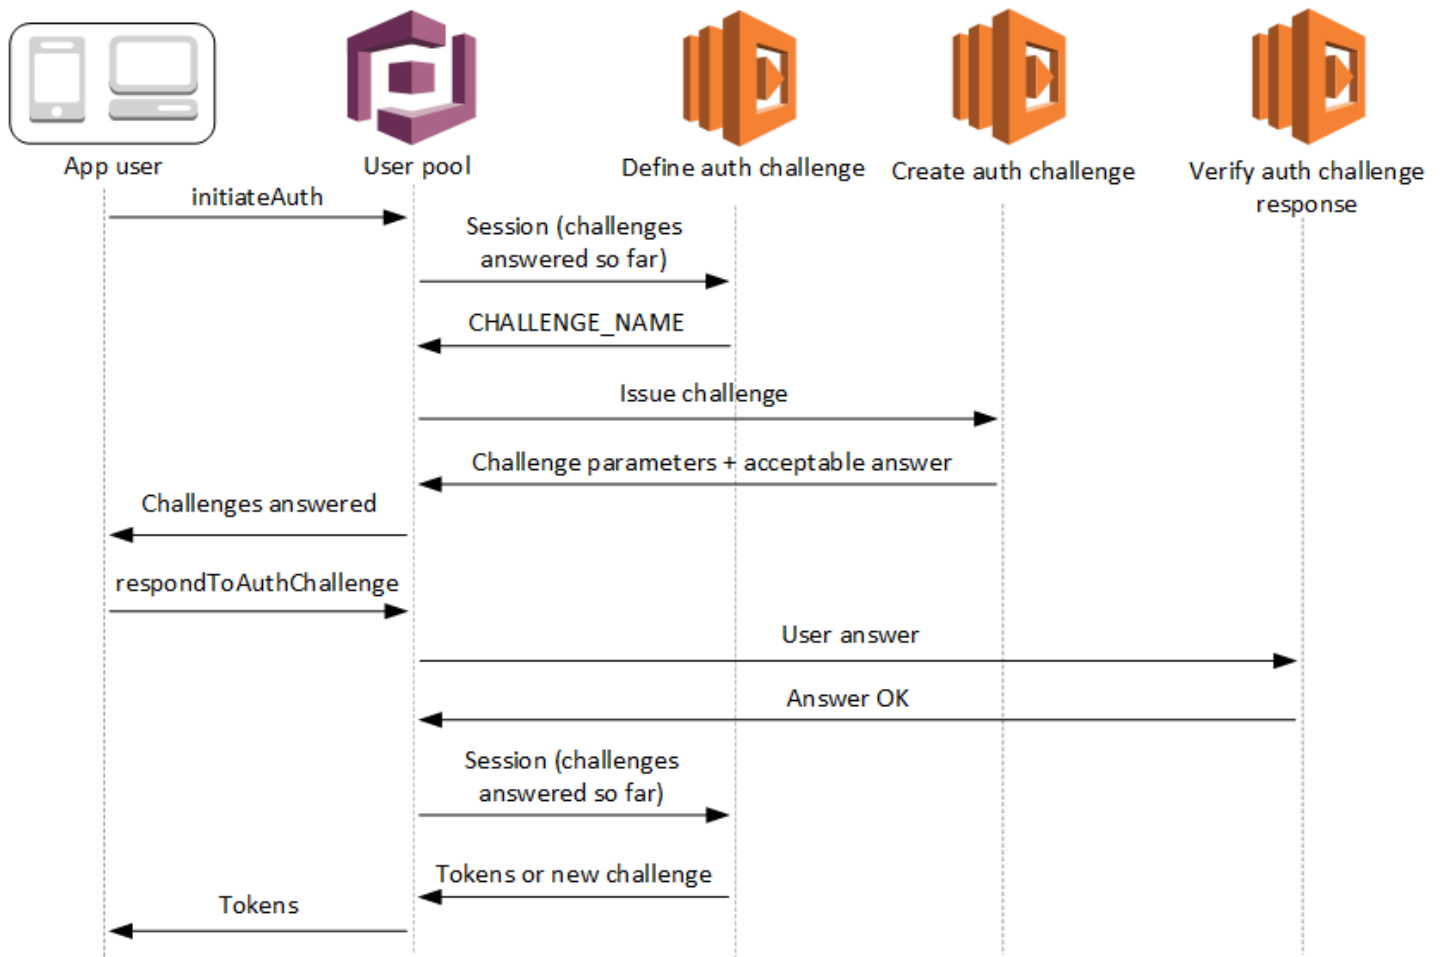 App user
User pool
Define auth challenge
Create auth challenge
Verify auth challenge
response
initiateAuth
Session (challenges
answered so far)
CHALLENGE_NAME
Issue challenge
Challenge parameters + acceptable answer
Challenges answered
respondToAuthChallenge
User answer
Answer OK
Session (challenges
answered so far)
Tokens or new challenge
Tokens